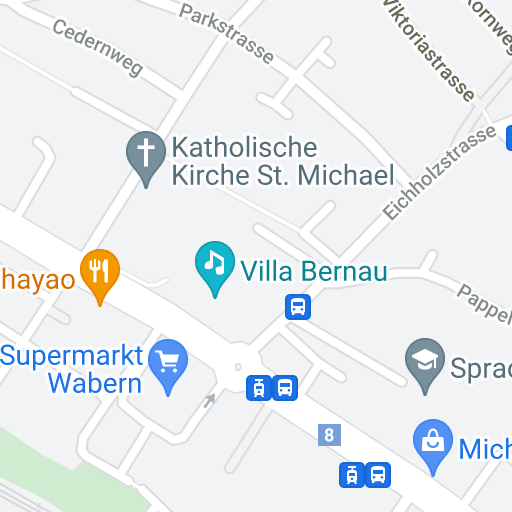 Cedernweg
Parkstrasse
Viktoriastrasse
Kornweg
Katholische
Kirche St. Michael
Eichholzstrasse
hayao
Villa Bernau
Pappel
Supermarkt
Wabern
Sprac
8
Mich